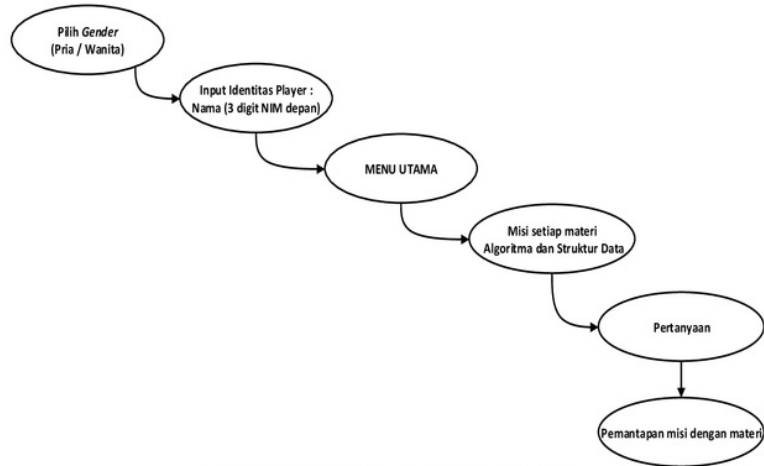 Pilih Gender
(Pria / Wanita)
Input Identitas Player :
Nama (3 digit NIM depan)
MENU UTAMA
Misi setiap materi
Algoritma dan Struktur Data
Pertanyaan
Pemantapan misi dengan materi